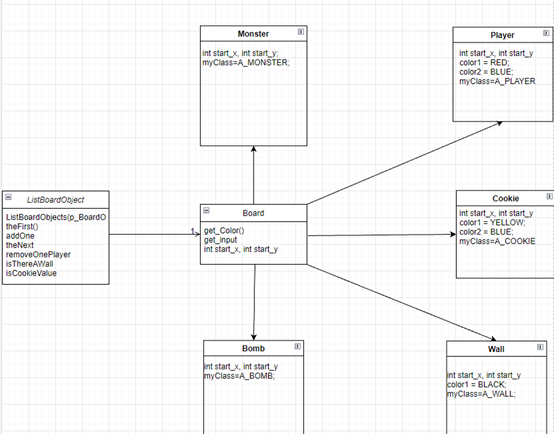 Monster
int start_x, int start_y;
myClass=A_MONSTER;
Player
int start_x, int start_y
color1 = RED;
color2 = BLUE;
myClass=A_PLAYER
ListBoardObject
ListBoardObjects(p_BoardO
theFirst()
addOne
theNext
removeOnePlayer
isThereAWall
isCookieValue
1
Board
get_Color()
get_input
int start_x, int start_y
Cookie
int start_x, int start_y
color1 = YELLOW;
color2 = BLUE;
myClass=A_COOKIE
Bomb
int start_x, int start_y
myClass=A_BOMB;
Wall
int start_x, int start_y
color1 = BLACK;
myClass=A_WALL;